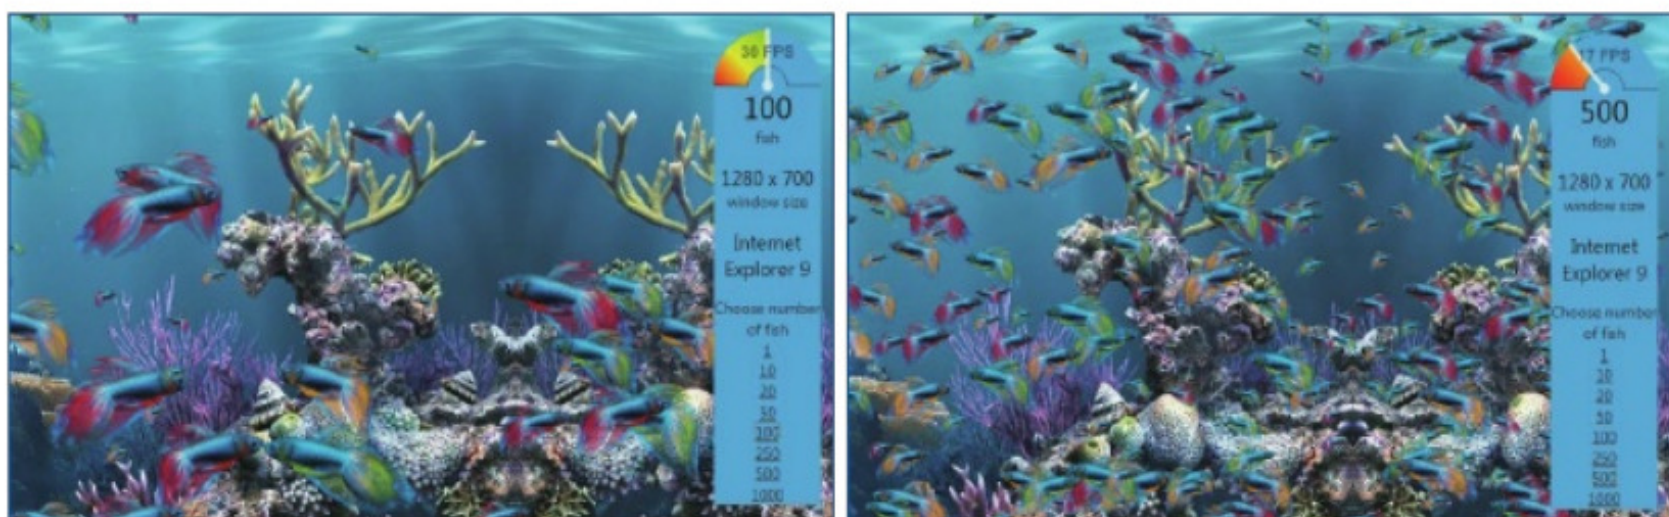 30 FPS
100
fish
1280 x 700
window size
Internet
Explorer 9
Choose number
of fish
1
10
20
50
100
250
500
1000
17 FPS
500
fish
1280 x 700
window size
Internet
Explorer 9
Choose number
of fish
1
10
20
50
100
250
500
1000